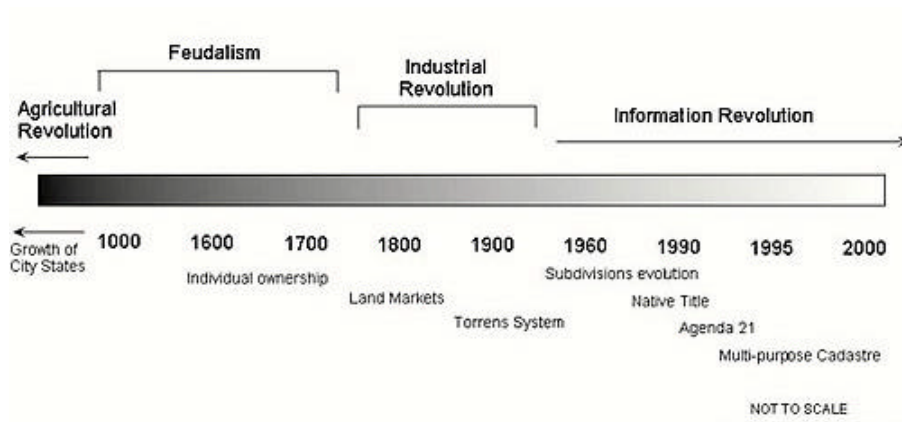 Feudalism
Industrial
Revolution
Agricultural
Revolution
Information Revolution
Growth of
City States
1000 1600 1700 1800 1900 1960 1990 1995 2000
Individual ownership
Subdivisions evolution
Land Markets
Native Title
Torrens System
Agenda 21
Multi-purpose Cadastre
NOT TO SCALE